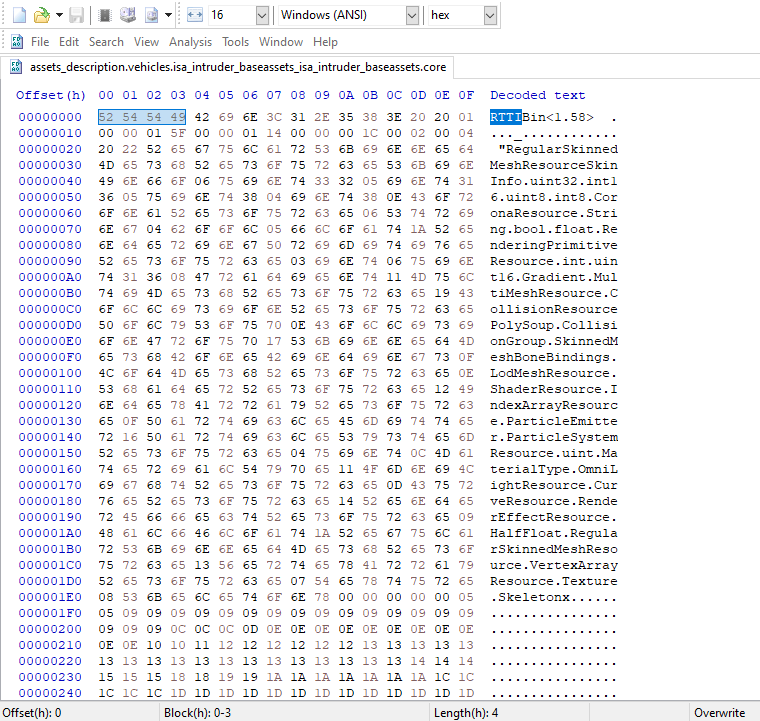 16 Windows (ANSI) hex
File Edit Search View Analysis Tools Window Help
assets_description.vehicles.isa_intruder_baseassets_isa_intruder_baseassets.core
Offset(h) 00 01 02 03 04 05 06 07 08 09 0A 0B 0C 0D 0E 0F Decoded text
00000000 52 54 54 49 42 69 6E 3C 31 2E 35 38 3E 20 20 01 RTTIBin<1.58>  .
00000010 00 00 01 5F 00 00 01 14 00 00 00 1C 00 02 00 04 ..._............
00000020 20 22 52 65 67 75 6C 61 72 53 6B 69 6E 6E 65 64  "RegularSkinned
00000030 4D 65 73 68 52 65 73 6F 75 72 63 65 53 6B 69 6E MeshResourceSkin
00000040 49 6E 66 6F 06 75 69 6E 74 33 32 05 69 6E 74 31 Info.uint32.int1
00000050 36 05 75 69 6E 74 38 04 69 6E 74 38 0E 43 6F 72 6.uint8.int8.Cor
00000060 6F 6E 61 52 65 73 6F 75 72 63 65 06 53 74 72 69 onaResource.Stri
00000070 6E 67 04 62 6F 6F 6C 05 66 6C 6F 61 74 1A 52 65 ng.bool.float.Re
00000080 6E 64 65 72 69 6E 67 50 72 69 6D 69 74 69 76 65 nderingPrimitive
00000090 52 65 73 6F 75 72 63 65 03 69 6E 74 06 75 69 6E Resource.int.uin
000000A0 74 31 36 08 47 72 61 64 69 65 6E 74 11 4D 75 6C t16.Gradient.Mul
000000B0 74 69 4D 65 73 68 52 65 73 6F 75 72 63 65 19 43 tiMeshResource.C
000000C0 6F 6C 6C 69 73 69 6F 6E 52 65 73 6F 75 72 63 65 ollisionResource
000000D0 50 6F 6C 79 53 6F 75 70 0E 43 6F 6C 6C 69 73 69 PolySoup.Collisi
000000E0 6F 6E 47 72 6F 75 70 17 53 6B 69 6E 6E 65 64 4D onGroup.SkinnedM
000000F0 65 73 68 42 6F 6E 65 42 69 6E 64 69 6E 67 73 0F eshBoneBindings.
00000100 4C 6F 64 4D 65 73 68 52 65 73 6F 75 72 63 65 0E LodMeshResource.
00000110 53 68 61 64 65 72 52 65 73 6F 75 72 63 65 12 49 ShaderResource.I
00000120 6E 64 65 78 41 72 72 61 79 52 65 73 6F 75 72 63 ndexArrayResourc
00000130 65 0F 50 61 72 74 69 63 6C 65 45 6D 69 74 74 65 e.ParticleEmitte
00000140 72 16 50 61 72 74 69 63 6C 65 53 79 73 74 65 6D r.ParticleSystem
00000150 52 65 73 6F 75 72 63 65 04 75 69 6E 74 0C 4D 61 Resource.uint.Ma
00000160 74 65 72 69 61 6C 54 79 70 65 11 4F 6D 6E 69 4C terialType.OmniL
00000170 69 67 68 74 52 65 73 6F 75 72 63 65 0D 43 75 72 ightResource.Cur
00000180 76 65 52 65 73 6F 75 72 63 65 14 52 65 6E 64 65 veResource.Rende
00000190 72 45 66 66 65 63 74 52 65 73 6F 75 72 63 65 09 rEffectResource.
000001A0 48 61 6C 66 46 6C 6F 61 74 1A 52 65 67 75 6C 61 HalfFloat.Regula
000001B0 72 53 6B 69 6E 6E 65 64 4D 65 73 68 52 65 73 6F rSkinnedMeshReso
000001C0 75 72 63 65 13 56 65 72 74 65 78 41 72 72 61 79 urce.VertexArray
000001D0 52 65 73 6F 75 72 63 65 07 54 65 78 74 75 72 65 Resource.Texture
000001E0 08 53 6B 65 6C 65 74 6F 6E 78 00 00 00 00 00 05 .Skeletonx......
000001F0 05 09 09 09 09 09 09 09 09 09 09 09 09 09 09 09 ................
00000200 09 09 09 0C 0C 0C 0D 0E 0E 0E 0E 0E 0E 0E 0E 0E ................
00000210 0E 0E 10 10 11 12 12 12 12 12 12 13 13 13 13 13 ................
00000220 13 13 13 13 13 13 13 13 13 13 13 13 13 14 14 14 ................
00000230 15 15 15 18 18 19 19 1A 1A 1A 1A 1A 1A 1A 1C 1C ................
00000240 1C 1C 1C 1D 1D 1D 1D 1D 1D 1D 1D 1D 1D 1D 1D 1D ................
Offset(h): 0 Block(h): 0-3 Length(h): 4 Overwrite